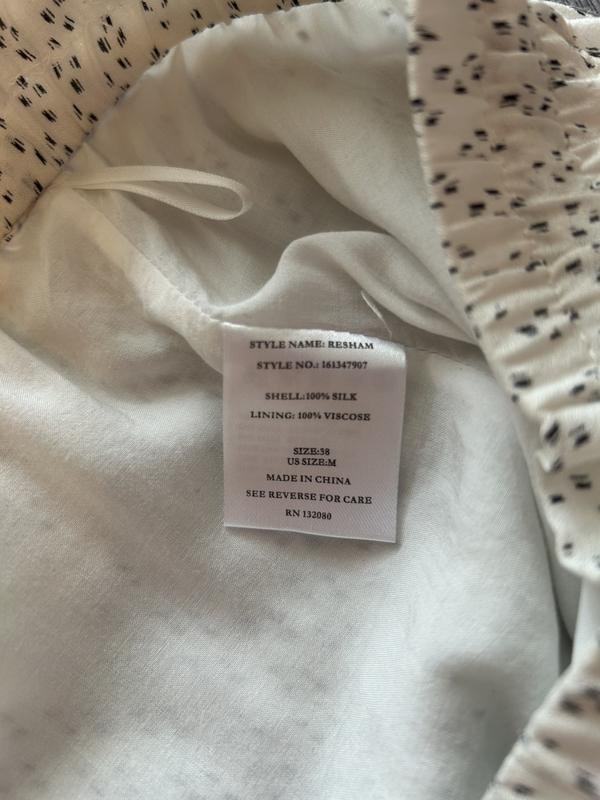 STYLE NAME: RESHAM
STYLE NO.: 161347907
SHELL:100% SILK
LINING: 100% VISCOSE
SIZE:38
US SIZE:M
MADE IN CHINA
SEE REVERSE FOR CARE
RN 132080